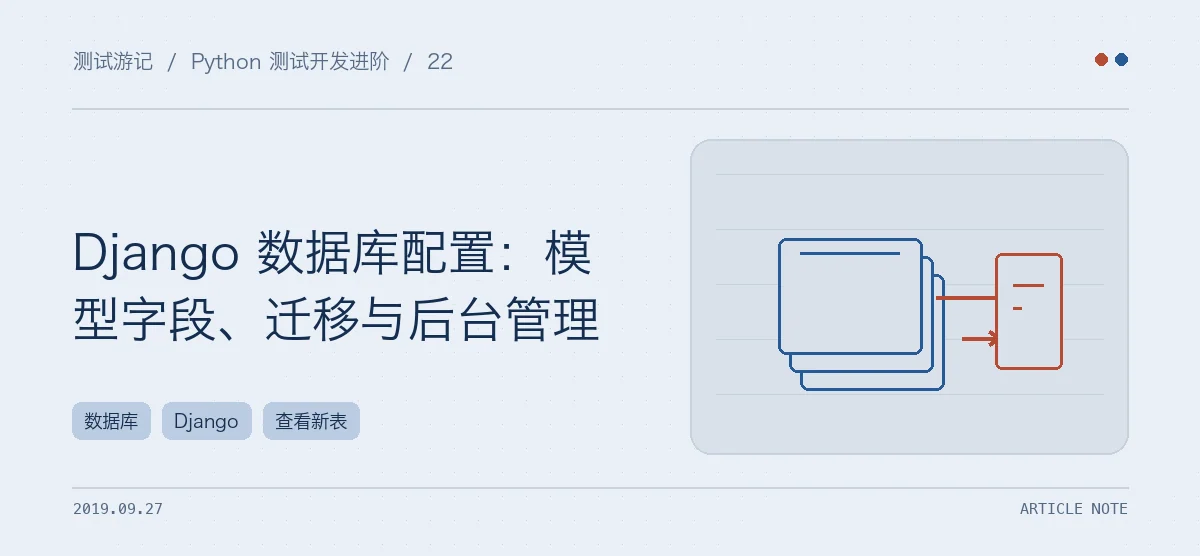 测试游记 / Python 测试开发进阶 / 22
Django 数据库配置：模
型字段、迁移与后台管理
数据库 Django 查看新表
2019.09.27 ARTICLE NOTE